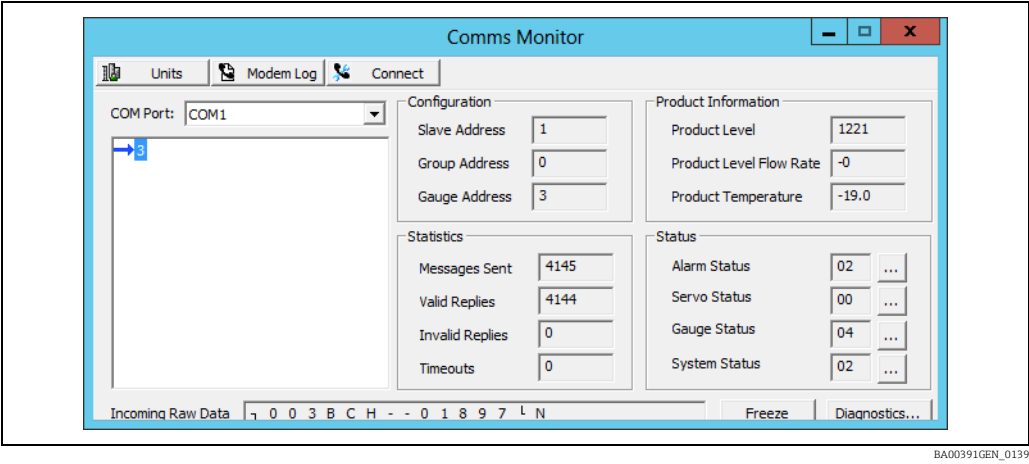 Comms Monitor
Units Modem Log Connect
COM Port: COM1
3
Configuration
Slave Address 1
Group Address 0
Gauge Address 3
Product Information
Product Level 1221
Product Level Flow Rate -0
Product Temperature -19.0
Statistics
Messages Sent 4145
Valid Replies 4144
Invalid Replies 0
Timeouts 0
Status
Alarm Status 02 ...
Servo Status 00 ...
Gauge Status 04 ...
System Status 02 ...
Incoming Raw Data ┐ 0 0 3 B C H - - 0 1 8 9 7 └ N
Freeze Diagnostics...
BA00391GEN_0139